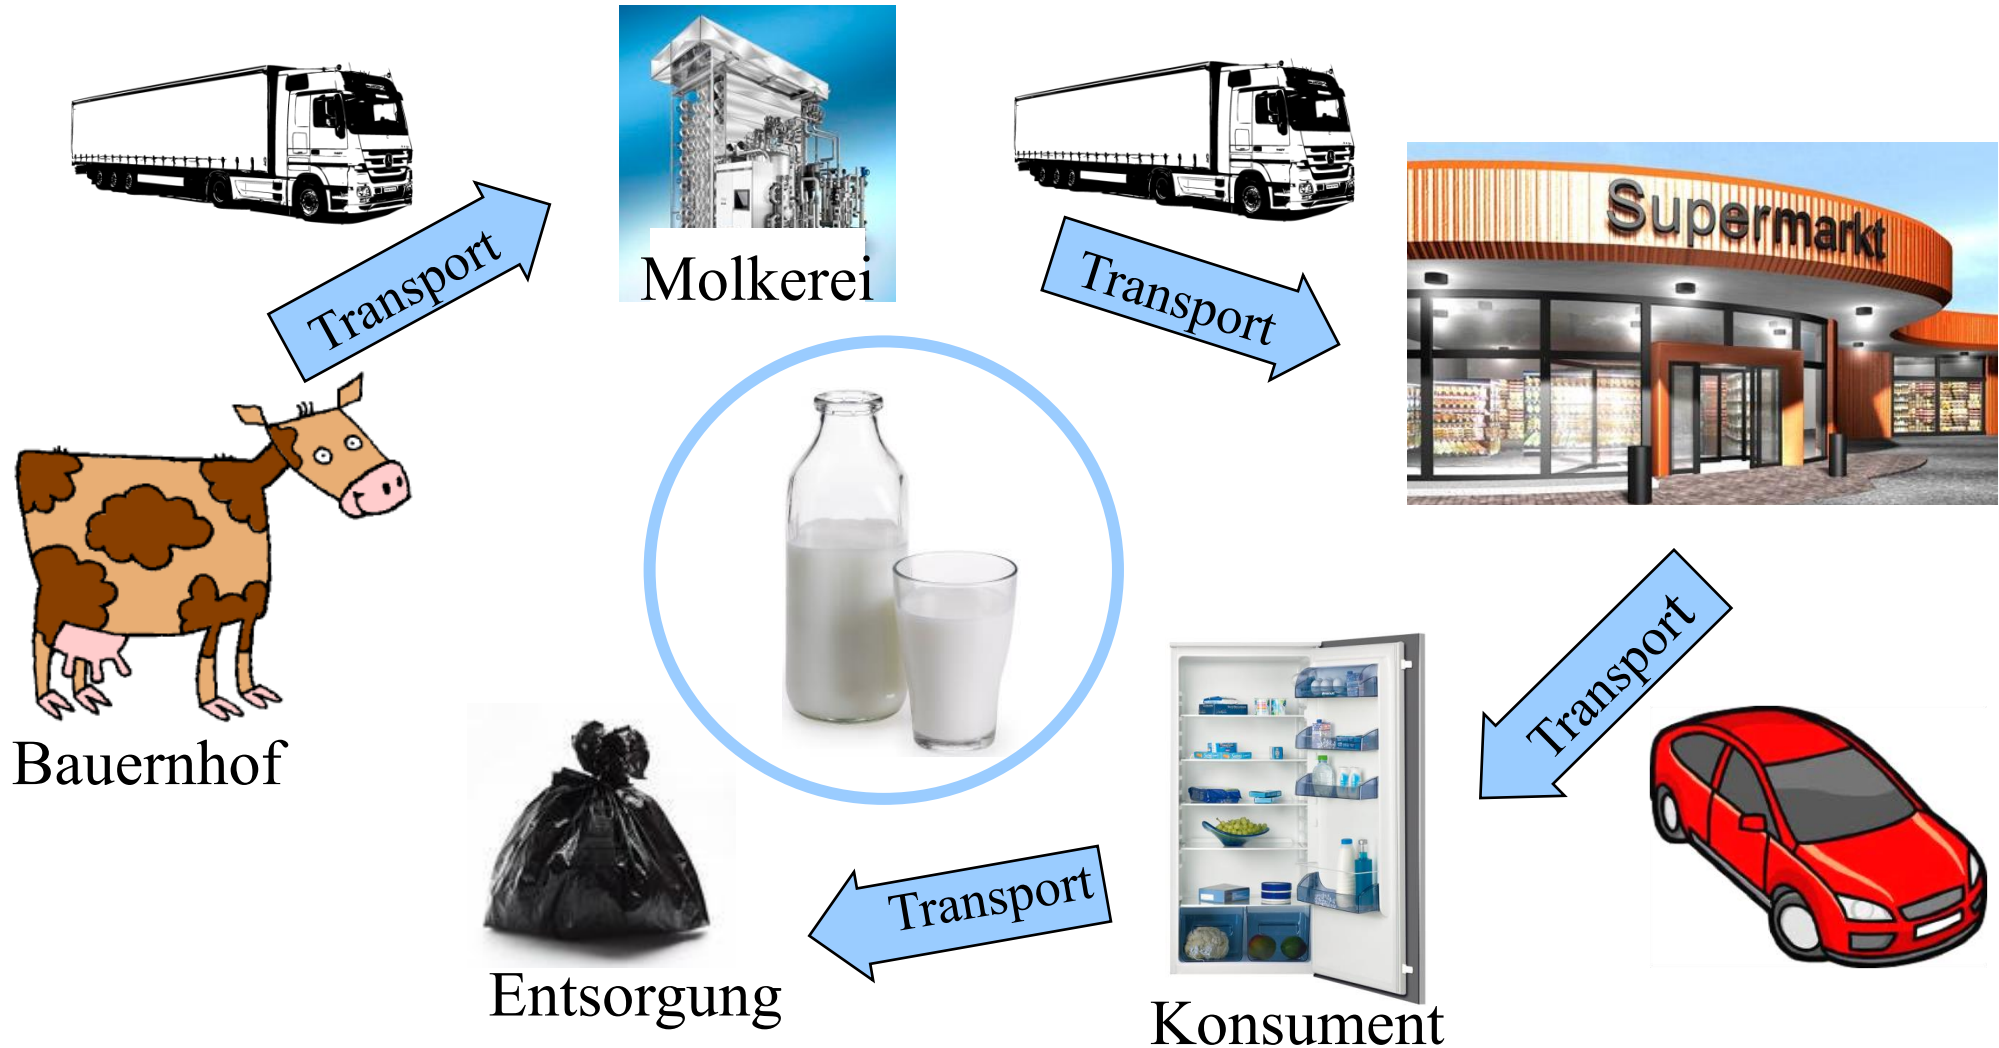 Transport
Molkerei
Transport
Supermarkt
Transport
Konsument
Transport
Entsorgung
Bauernhof